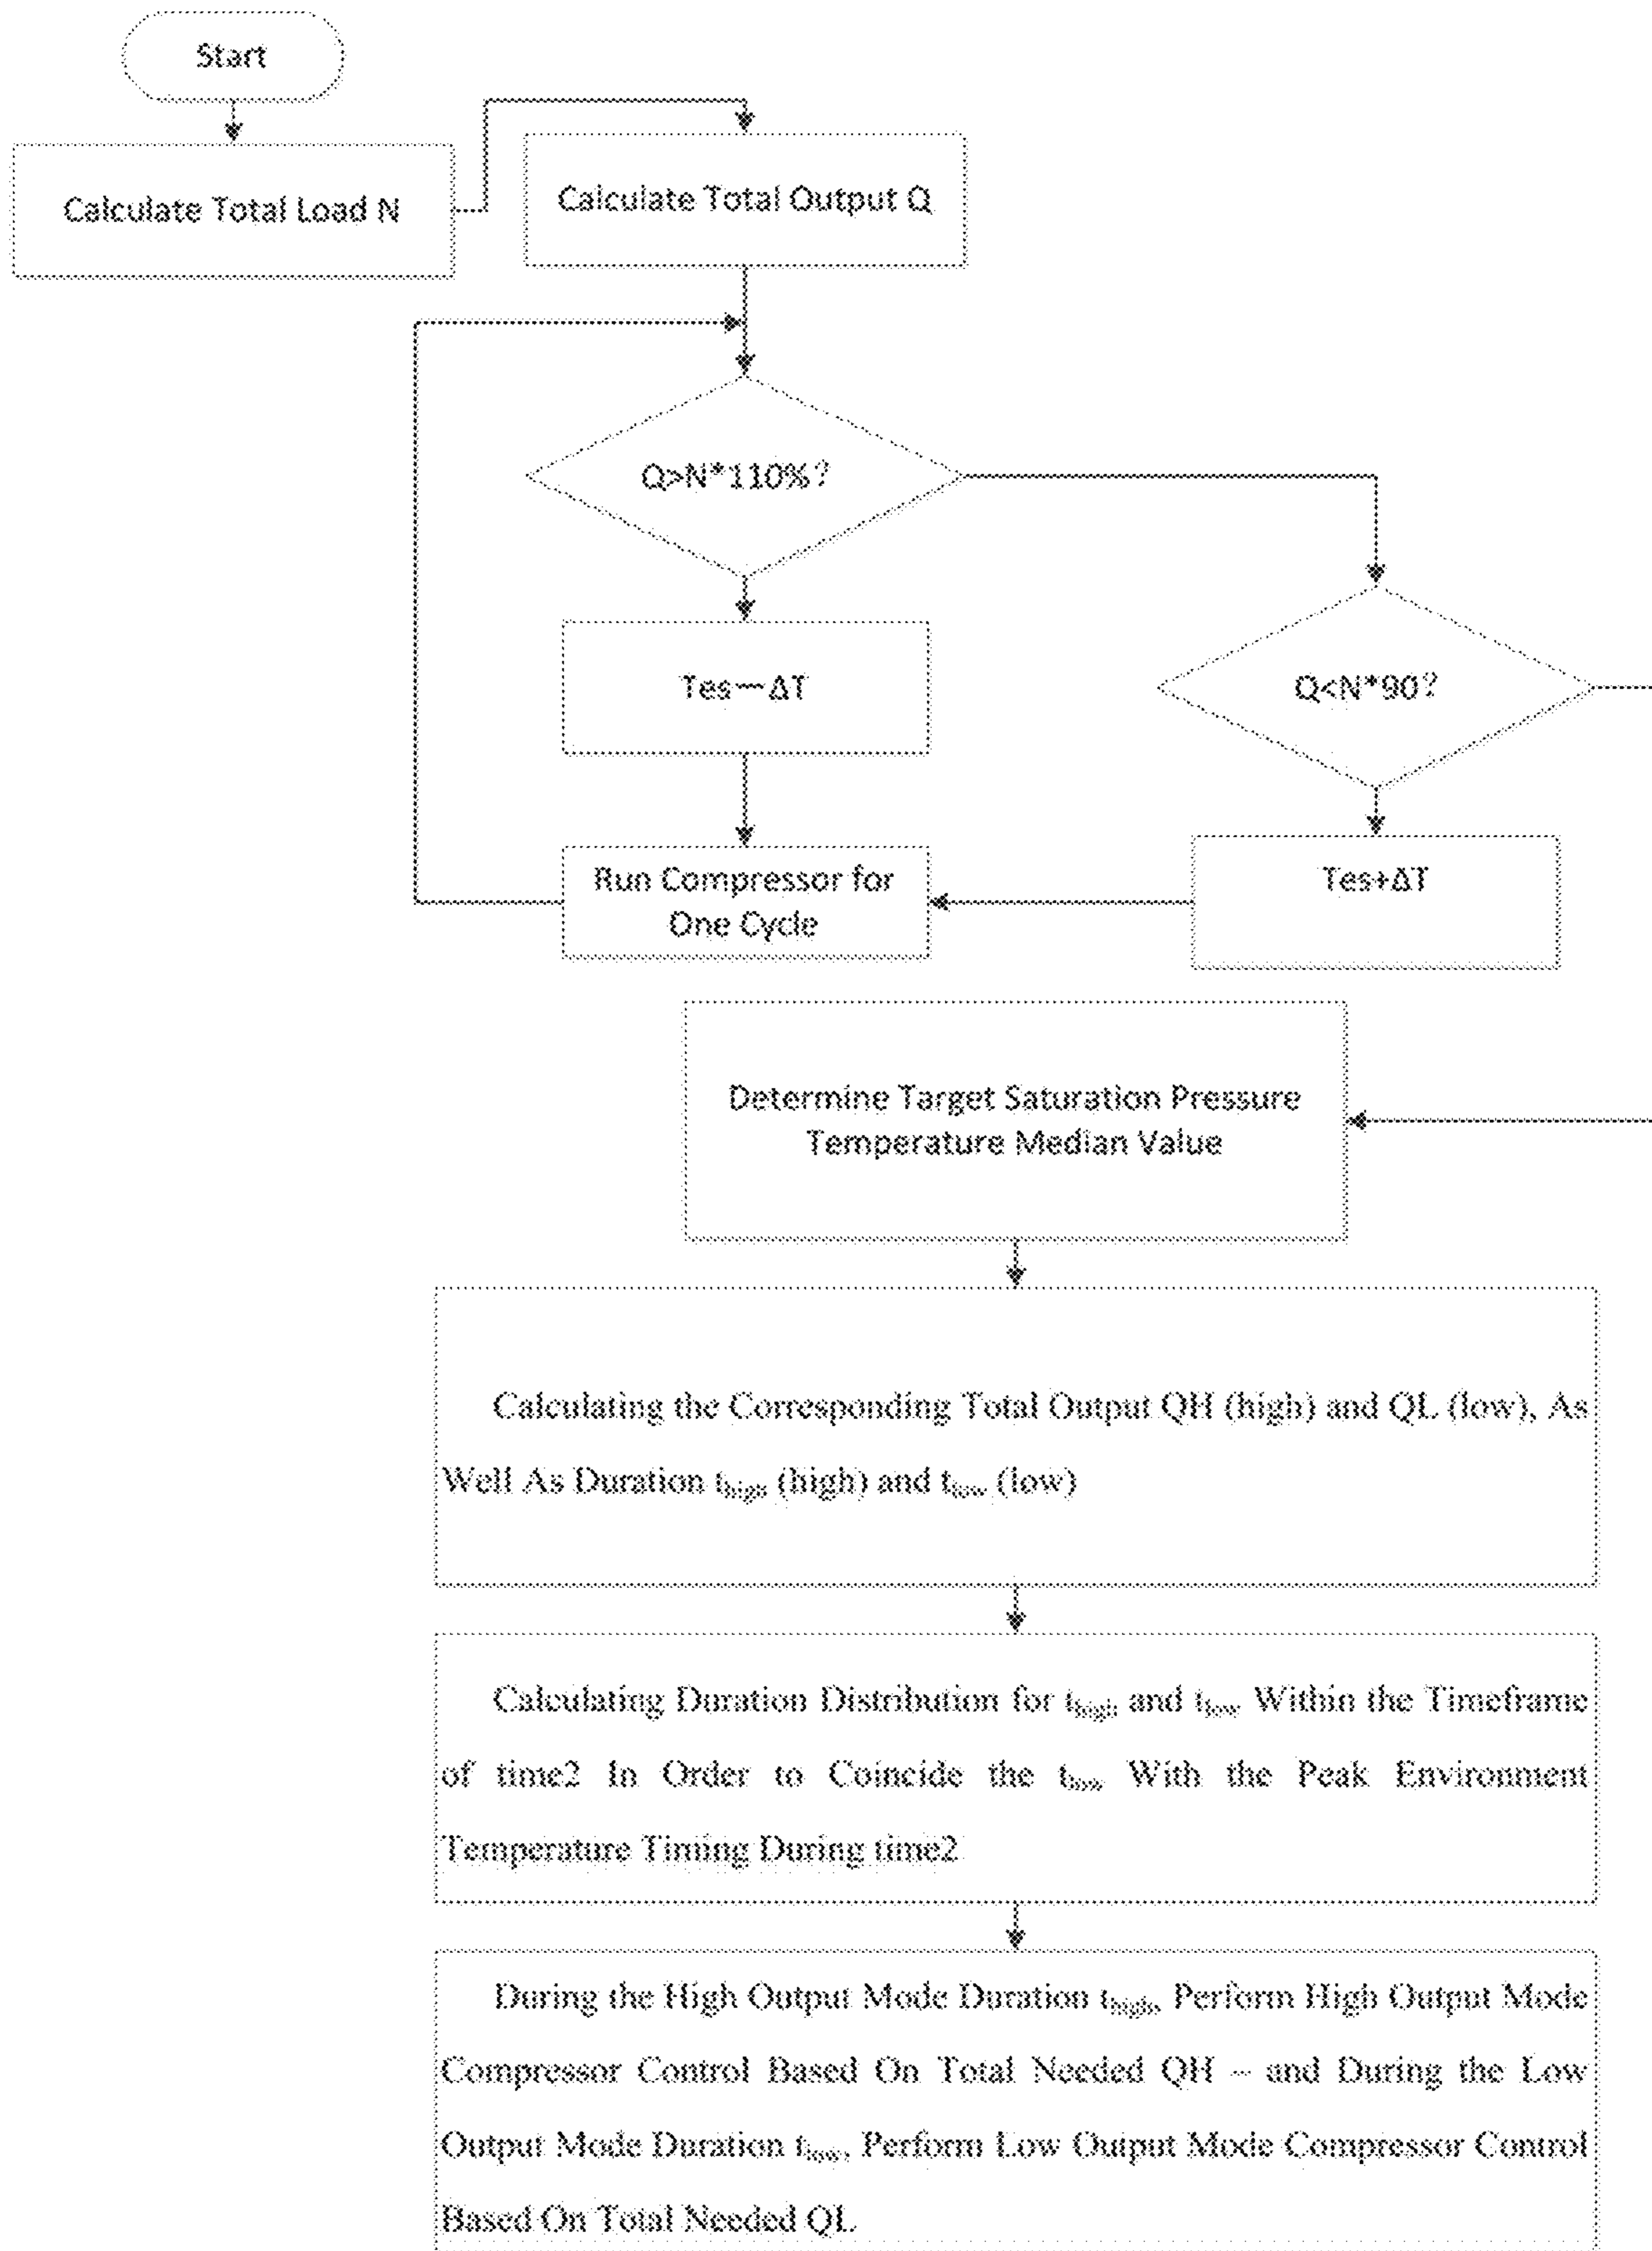 Start
Calculate Total Load N
Calculate Total Output Q
Q>N*110%?
Tes—ΔT
Q<N*90?
Run Compressor for
One Cycle
Tes+ΔT
Determine Target Saturation Pressure
Temperature Median Value
Calculating the Corresponding Total Output QH (high) and QL (low), As
Well As Duration thigh (high) and tlow (low)
Calculating Duration Distribution for thigh and tlow Within the Timeframe
of time2 In Order to Coincide the tlow With the Peak Environment
Temperature Timing During time2
During the High Output Mode Duration thigh, Perform High Output Mode
Compressor Control Based On Total Needed QH – and During the Low
Output Mode Duration tlow, Perform Low Output Mode Compressor Control
Based On Total Needed QL